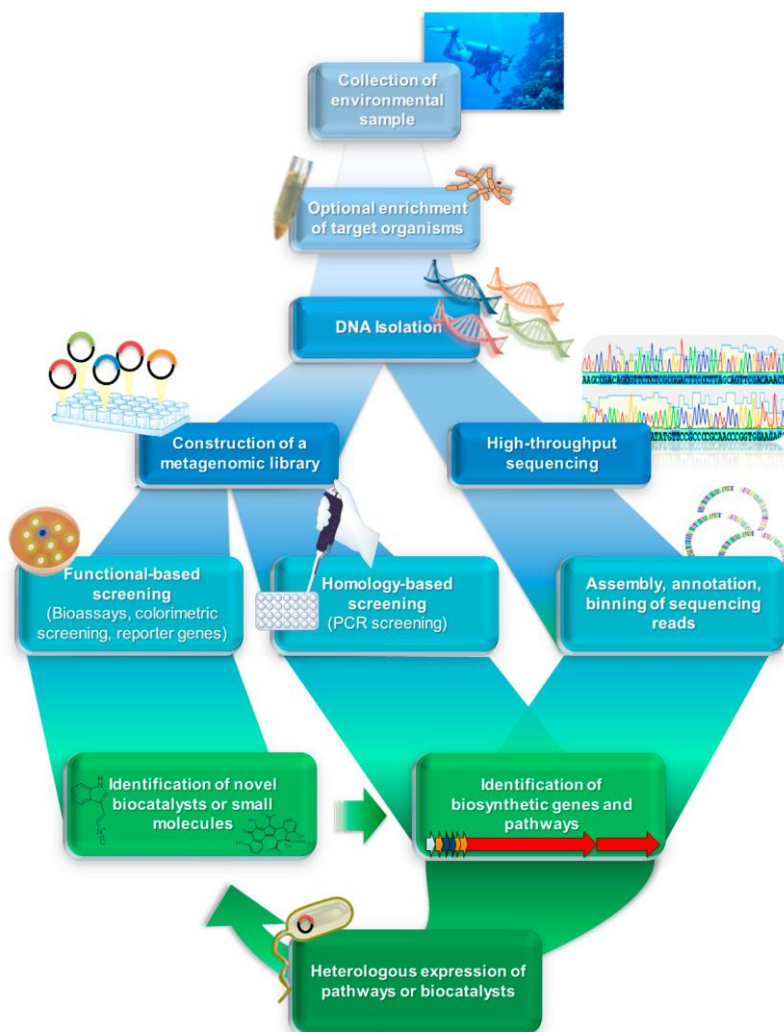 Collection of
environmental
sample
Optional enrichment
of target organisms
DNA Isolation
Construction of a
metagenomic library
High-throughput
sequencing
Functional-based
screening
(Bioassays, colorimetric
screening, reporter genes)
Homology-based
screening
(PCR screening)
Assembly, annotation,
binning of sequencing
reads
Identification of novel
biocatalysts or small
molecules
Identification of
biosynthetic genes and
pathways
Heterologous expression of
pathways or biocatalysts